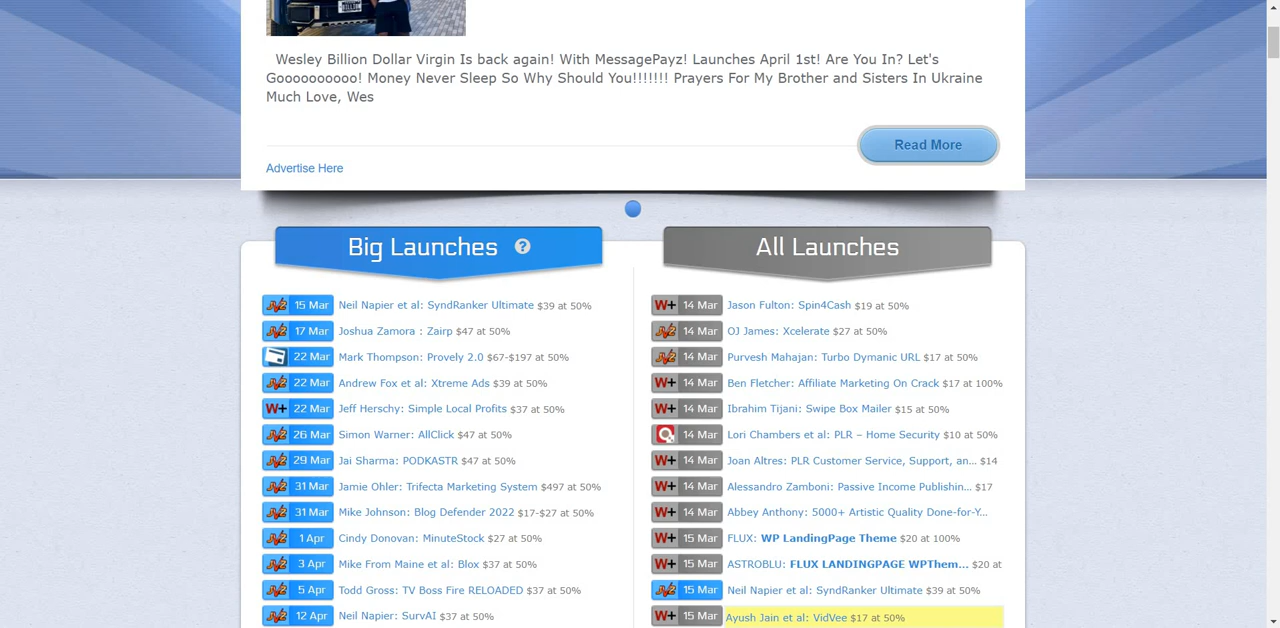 Wesley Billion Dollar Virgin Is back again! With MessagePayz! Launches April 1st! Are You In? Let's
Goooooooooo! Money Never Sleep So Why Should You!!!!!!! Prayers For My Brother and Sisters In Ukraine
Much Love, Wes
Read More
Advertise Here
Big Launches ?
15 Mar Neil Napier et al: SyndRanker Ultimate $39 at 50%
17 Mar Joshua Zamora : Zairp $47 at 50%
22 Mar Mark Thompson: Provely 2.0 $67-$197 at 50%
22 Mar Andrew Fox et al: Xtreme Ads $39 at 50%
W+ 22 Mar Jeff Herschy: Simple Local Profits $37 at 50%
26 Mar Simon Warner: AllClick $47 at 50%
29 Mar Jai Sharma: PODKASTR $47 at 50%
31 Mar Jamie Ohler: Trifecta Marketing System $497 at 50%
31 Mar Mike Johnson: Blog Defender 2022 $17-$27 at 50%
1 Apr Cindy Donovan: MinuteStock $27 at 50%
3 Apr Mike From Maine et al: Blox $37 at 50%
5 Apr Todd Gross: TV Boss Fire RELOADED $37 at 50%
12 Apr Neil Napier: SurvAI $37 at 50%
All Launches
W+ 14 Mar Jason Fulton: Spin4Cash $19 at 50%
14 Mar OJ James: Xcelerate $27 at 50%
14 Mar Purvesh Mahajan: Turbo Dymanic URL $17 at 50%
W+ 14 Mar Ben Fletcher: Affiliate Marketing On Crack $17 at 100%
W+ 14 Mar Ibrahim Tijani: Swipe Box Mailer $15 at 50%
14 Mar Lori Chambers et al: PLR – Home Security $10 at 50%
W+ 14 Mar Joan Altres: PLR Customer Service, Support, an... $14
W+ 14 Mar Alessandro Zamboni: Passive Income Publishin... $17
W+ 14 Mar Abbey Anthony: 5000+ Artistic Quality Done-for-Y...
W+ 15 Mar FLUX: WP LandingPage Theme $20 at 100%
W+ 15 Mar ASTROBLU: FLUX LANDINGPAGE WPThem... $20 at
15 Mar Neil Napier et al: SyndRanker Ultimate $39 at 50%
W+ 15 Mar Ayush Jain et al: VidVee $17 at 50%